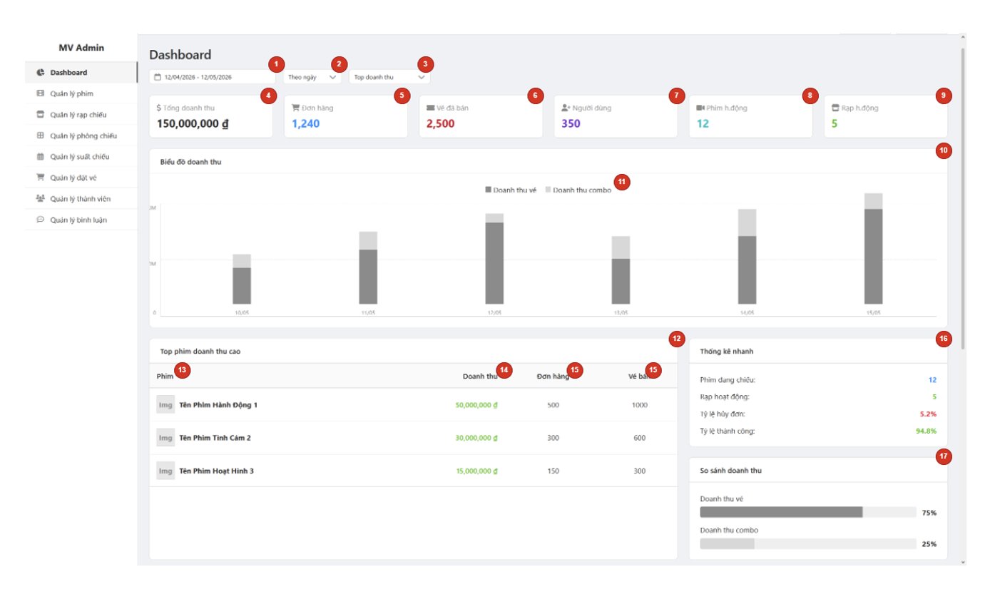 MV Admin
Dashboard
Quản lý phim
Quản lý rạp chiếu
Quản lý phòng chiếu
Quản lý suất chiếu
Quản lý đặt vé
Quản lý thành viên
Quản lý bình luận
Dashboard
1 2 3
12/04/2026 - 12/05/2026 Theo ngày Top doanh thu
4 5 6 7 8 9
$ Tổng doanh thu Đơn hàng Vé đã bán Người dùng Phim h.động Rạp h.động
150,000,000 ₫ 1,240 2,500 350 12 5
10
Biểu đồ doanh thu
11
Doanh thu vé Doanh thu combo
0
10/05 11/05 12/05 13/05 14/05 15/05
12
Top phim doanh thu cao
Phim 13 Doanh thu 14 Đơn hàng 15 Vé bán 15
Img Tên Phim Hành Động 1 50,000,000 ₫ 500 1000
Img Tên Phim Tình Cảm 2 30,000,000 ₫ 300 600
Img Tên Phim Hoạt Hình 3 15,000,000 ₫ 150 300
16
Thống kê nhanh
Phim đang chiếu: 12
Rạp hoạt động: 5
Tỷ lệ hủy đơn: 5.2%
Tỷ lệ thành công: 94.8%
17
So sánh doanh thu
Doanh thu vé
75%
Doanh thu combo
25%